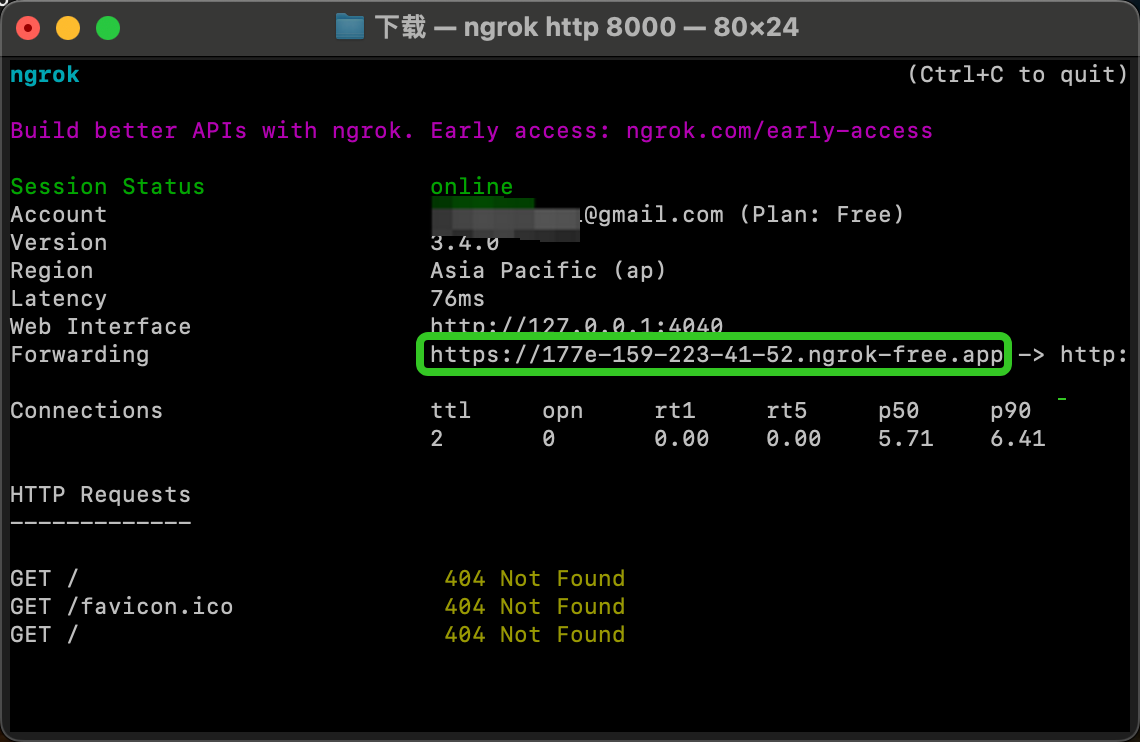 下载 — ngrok http 8000 — 80×24
ngrok (Ctrl+C to quit)
Build better APIs with ngrok. Early access: ngrok.com/early-access
Session Status online
Account @gmail.com (Plan: Free)
Version 3.4.0
Region Asia Pacific (ap)
Latency 76ms
Web Interface http://127.0.0.1:4040
Forwarding https://177e-159-223-41-52.ngrok-free.app -> http:
Connections ttl opn rt1 rt5 p50 p90
2 0 0.00 0.00 5.71 6.41
HTTP Requests
-------------
GET / 404 Not Found
GET /favicon.ico 404 Not Found
GET / 404 Not Found